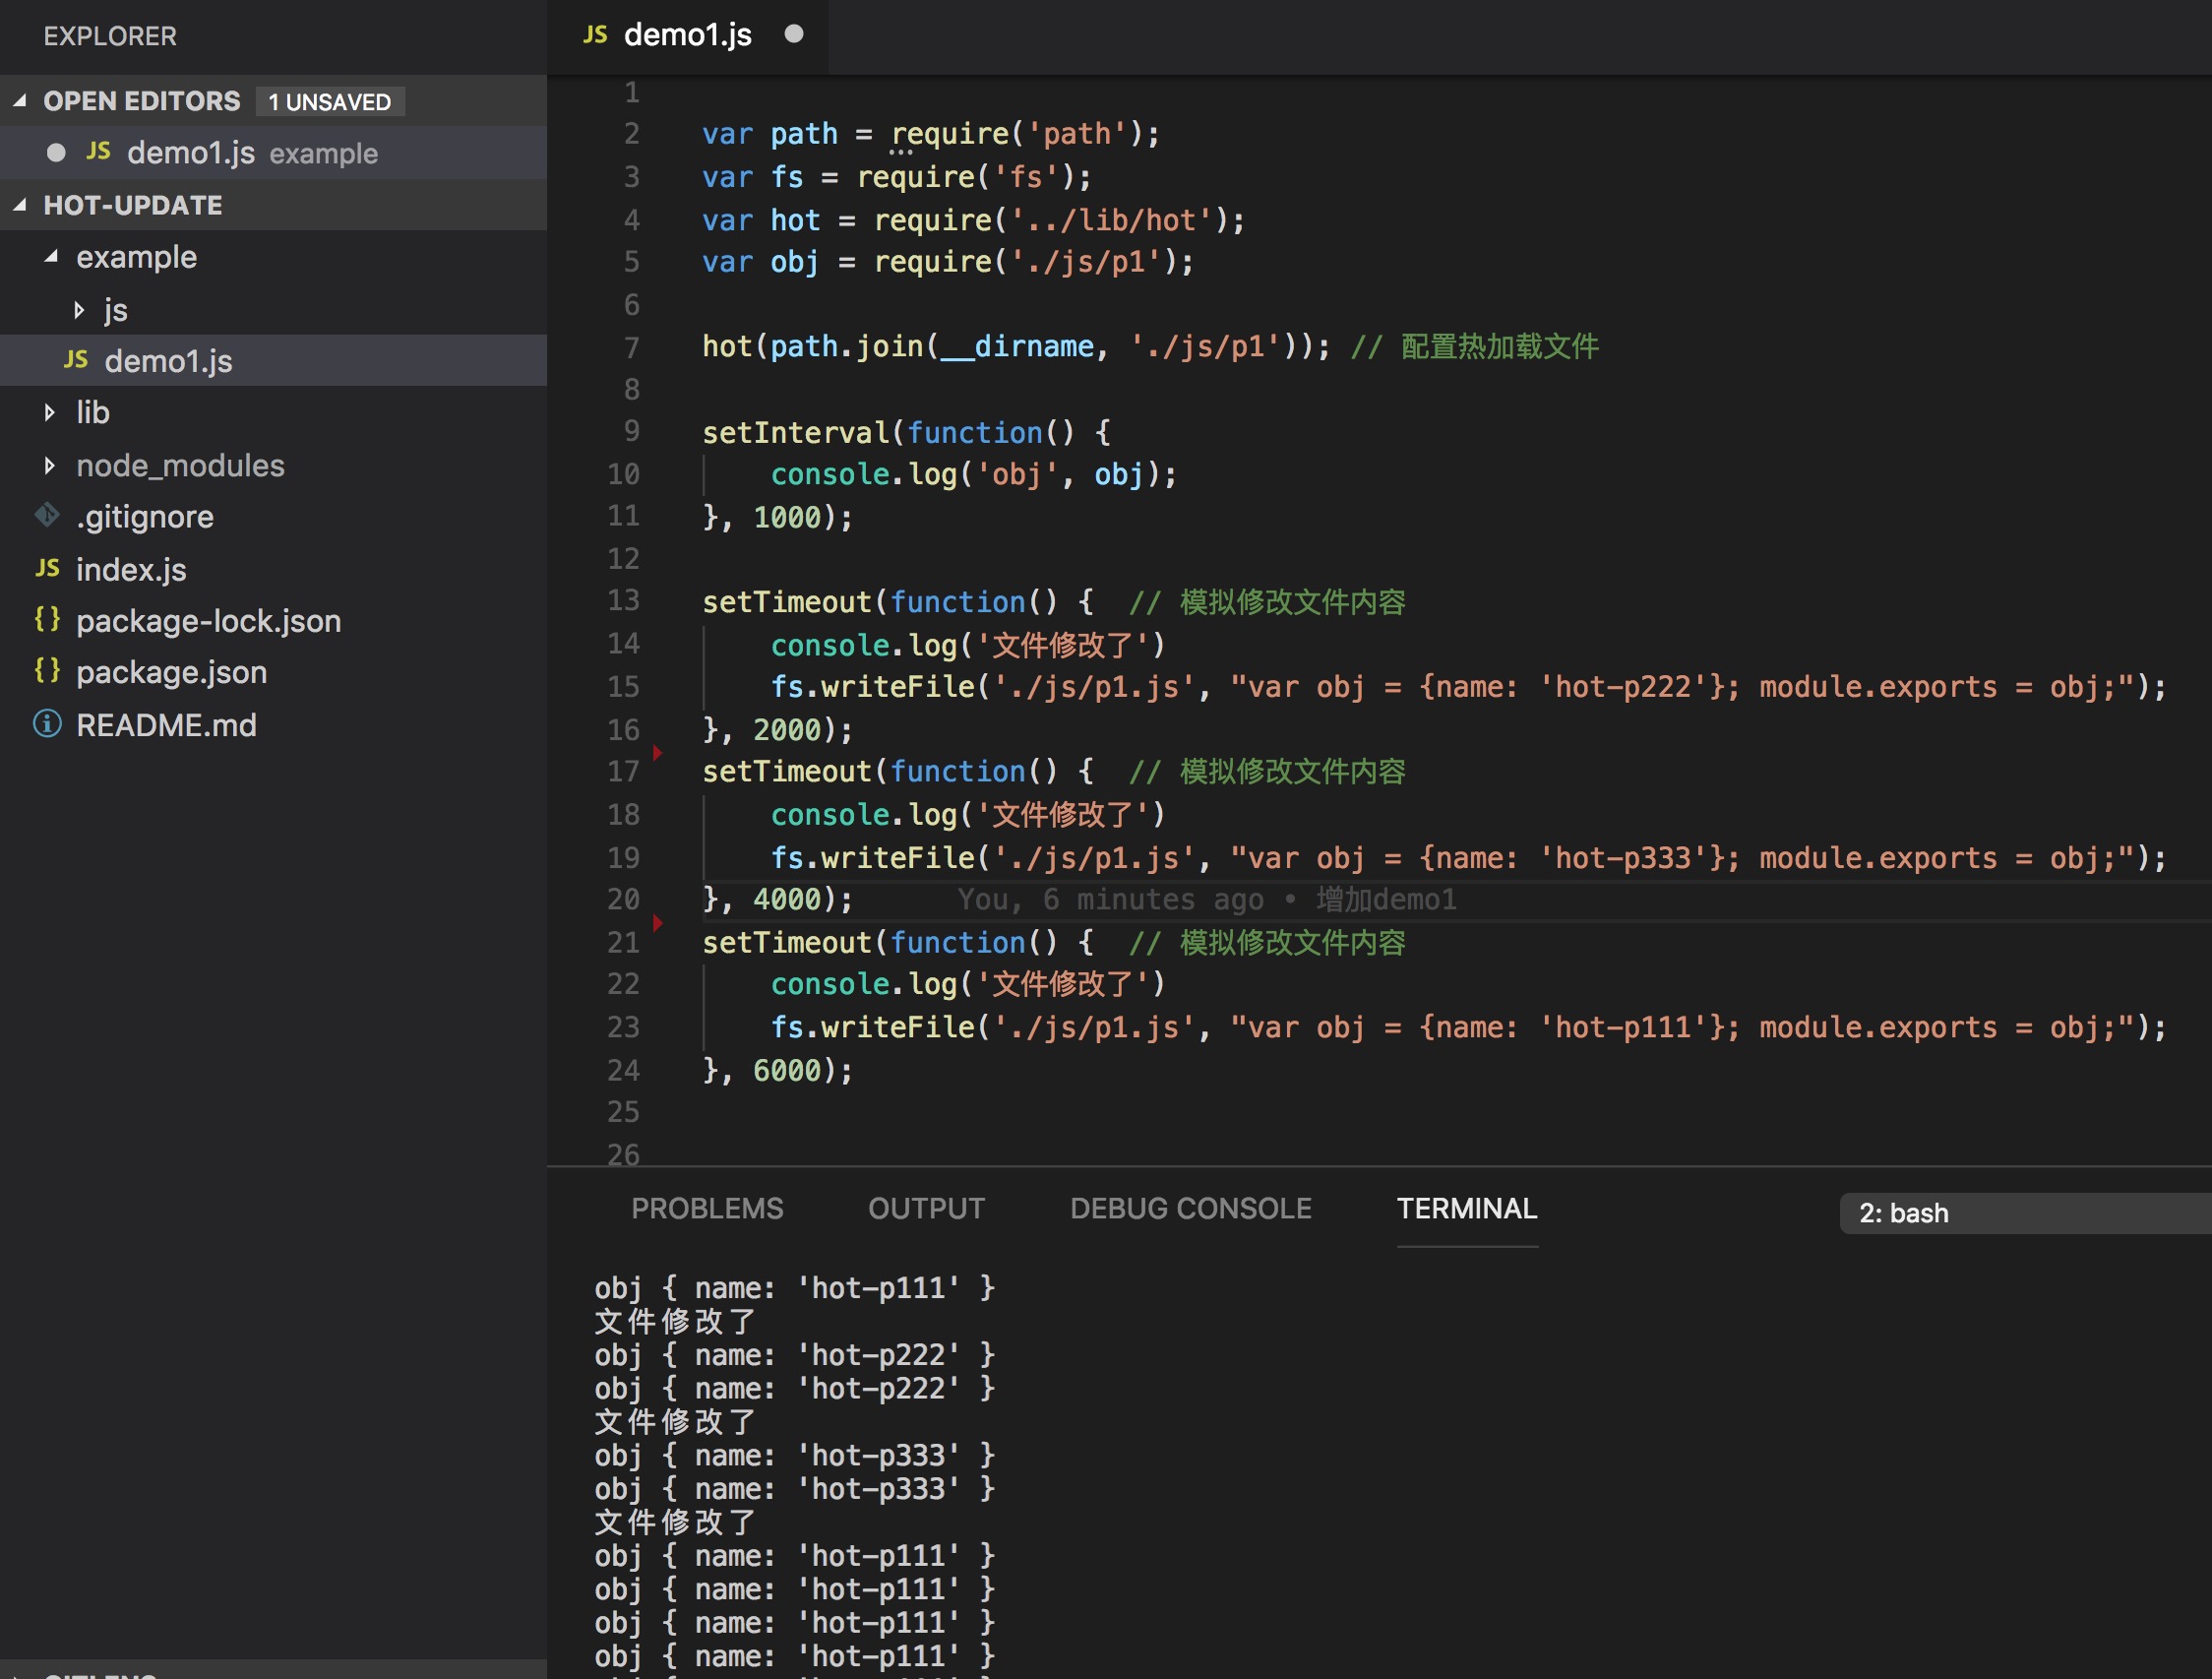 EXPLORER
OPEN EDITORS 1 UNSAVED
JS demo1.js example
HOT-UPDATE
example
js
JS demo1.js
lib
node_modules
.gitignore
JS index.js
{} package-lock.json
{} package.json
README.md
JS demo1.js
1
2 var path = require('path');
3 var fs = require('fs');
4 var hot = require('../lib/hot');
5 var obj = require('./js/p1');
6
7 hot(path.join(__dirname, './js/p1')); // 配置热加载文件
8
9 setInterval(function() {
10 console.log('obj', obj);
11 }, 1000);
12
13 setTimeout(function() { // 模拟修改文件内容
14 console.log('文件修改了')
15 fs.writeFile('./js/p1.js', "var obj = {name: 'hot-p222'}; module.exports = obj;");
16 }, 2000);
17 setTimeout(function() { // 模拟修改文件内容
18 console.log('文件修改了')
19 fs.writeFile('./js/p1.js', "var obj = {name: 'hot-p333'}; module.exports = obj;");
20 }, 4000); You, 6 minutes ago • 增加demo1
21 setTimeout(function() { // 模拟修改文件内容
22 console.log('文件修改了')
23 fs.writeFile('./js/p1.js', "var obj = {name: 'hot-p111'}; module.exports = obj;");
24 }, 6000);
25
26
PROBLEMS OUTPUT DEBUG CONSOLE TERMINAL 2: bash
obj { name: 'hot-p111' }
文件修改了
obj { name: 'hot-p222' }
obj { name: 'hot-p222' }
文件修改了
obj { name: 'hot-p333' }
obj { name: 'hot-p333' }
文件修改了
obj { name: 'hot-p111' }
obj { name: 'hot-p111' }
obj { name: 'hot-p111' }
obj { name: 'hot-p111' }